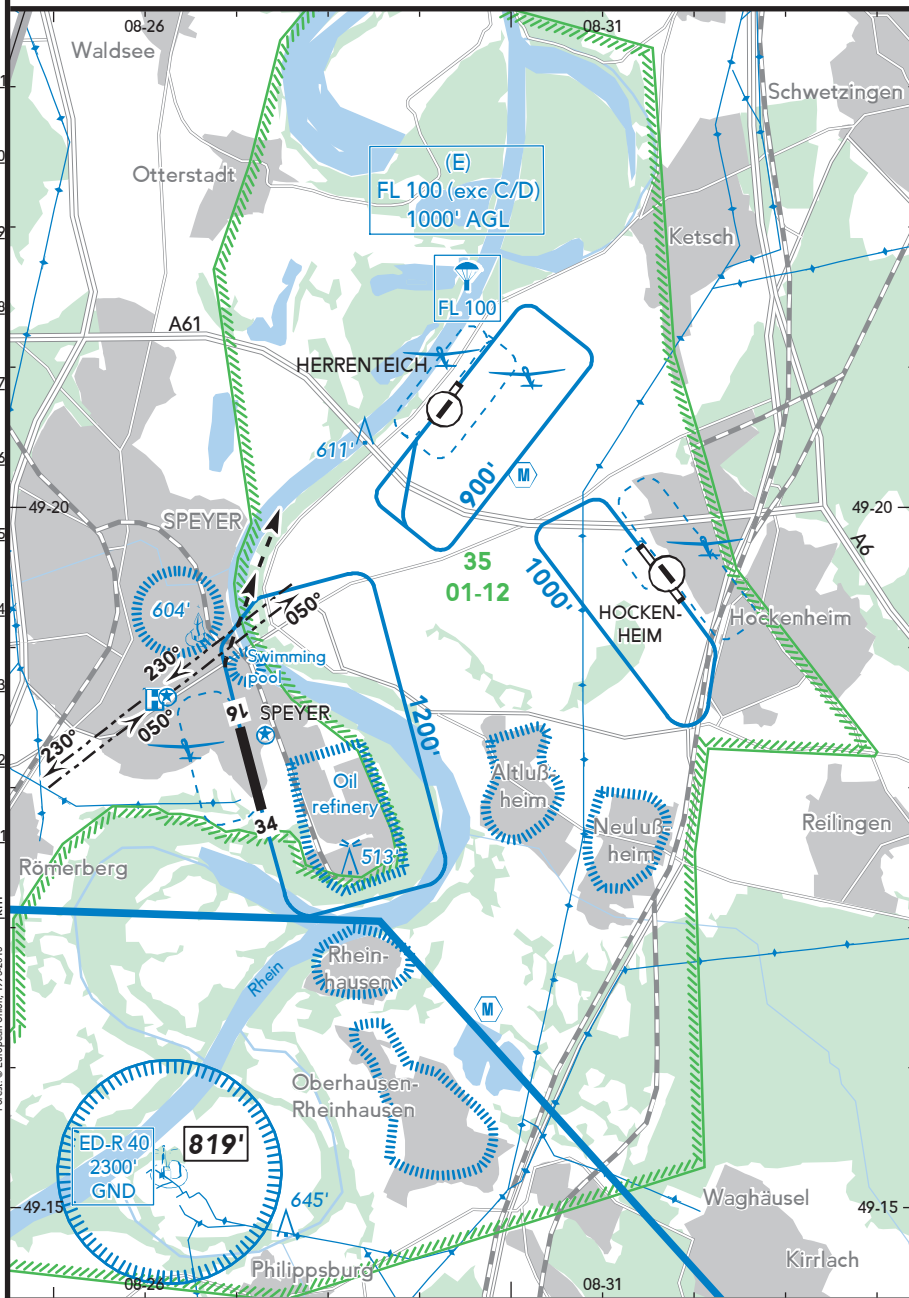 08-26
08-31
Waldsee
Schwetzingen
Otterstadt
(E)
FL 100 (exc C/D)
1000' AGL
Ketsch
FL 100
A61
HERRENTEICH
611'
900'
M
49-20
49-20
SPEYER
A6
35
01-12
1000'
604'
050°
HOCKEN-
HEIM
Hockenheim
230°
Swimming
pool
H
050°
16
SPEYER
1200'
230°
Altluß-
heim
Oil
refinery
34
Neuluß-
heim
Reilingen
513'
Römerberg
km
Rhein-
hausen
Rhein
M
Oberhausen-
Rheinhausen
ED-R 40
2300'
GND
819'
645'
Waghäusel
49-15
49-15
Philippsburg
Kirrlach
08-26
08-31